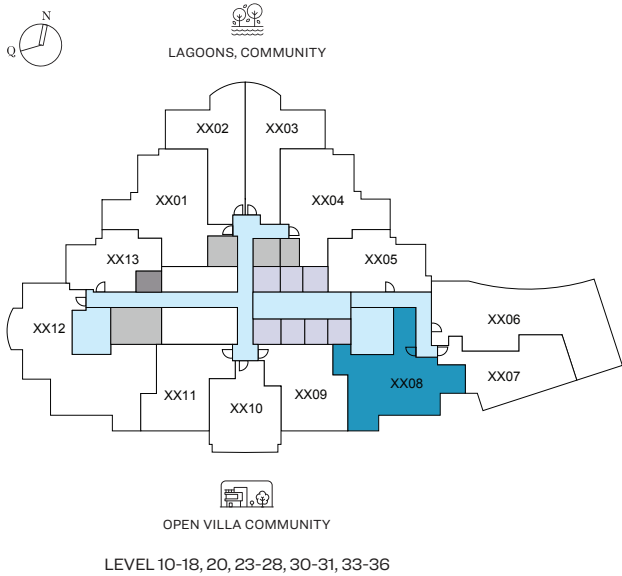 N
Q
LAGOONS, COMMUNITY
XX02
XX03
XX01
XX04
XX13
XX05
XX12
XX06
XX11
XX10
XX09
XX08
XX07
OPEN VILLA COMMUNITY
LEVEL 10-18, 20, 23-28, 30-31, 33-36